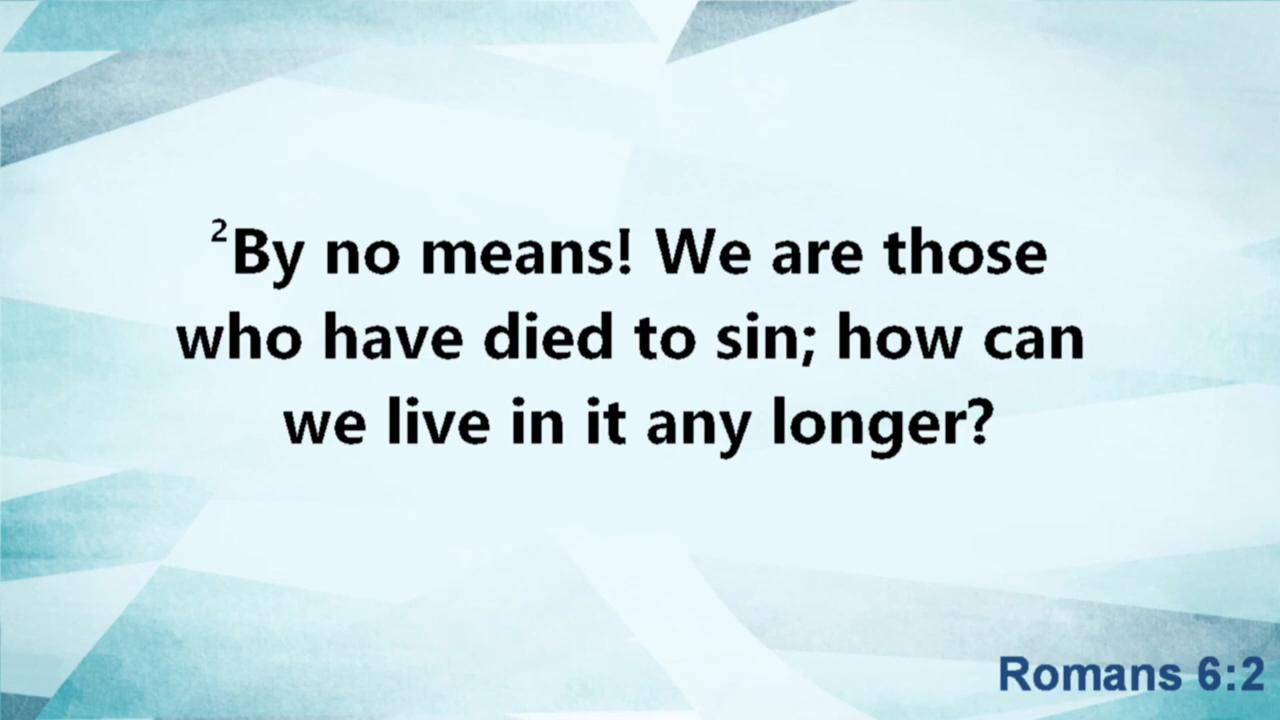 ²By no means! We are those
who have died to sin; how can
we live in it any longer?
Romans 6:2